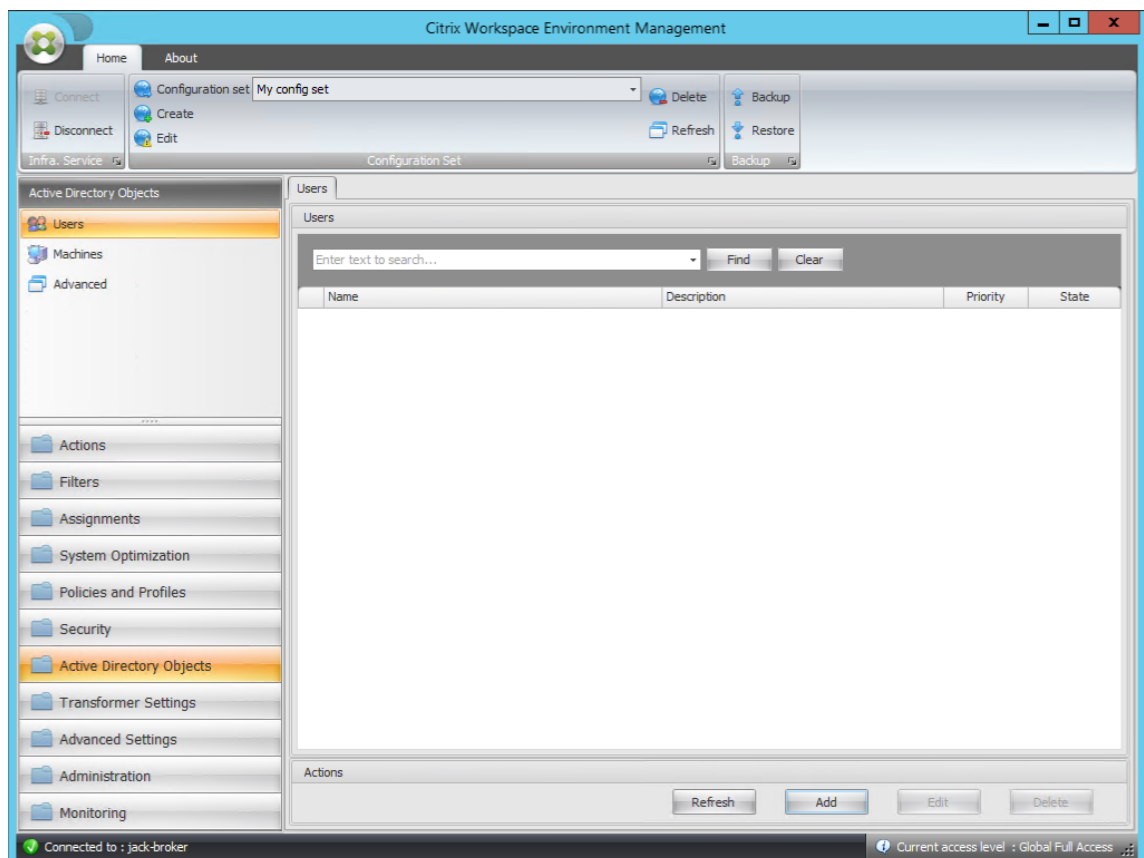 Citrix Workspace Environment Management
Home About
Connect
Disconnect
Infra. Service
Configuration set My config set
Create
Edit
Delete
Refresh
Configuration Set
Backup
Restore
Backup
Active Directory Objects
Users
Machines
Advanced
Actions
Filters
Assignments
System Optimization
Policies and Profiles
Security
Active Directory Objects
Transformer Settings
Advanced Settings
Administration
Monitoring
Users
Users
Enter text to search... Find Clear
Name Description Priority State
Actions
Refresh Add Edit Delete
Connected to : jack-broker Current access level : Global Full Access